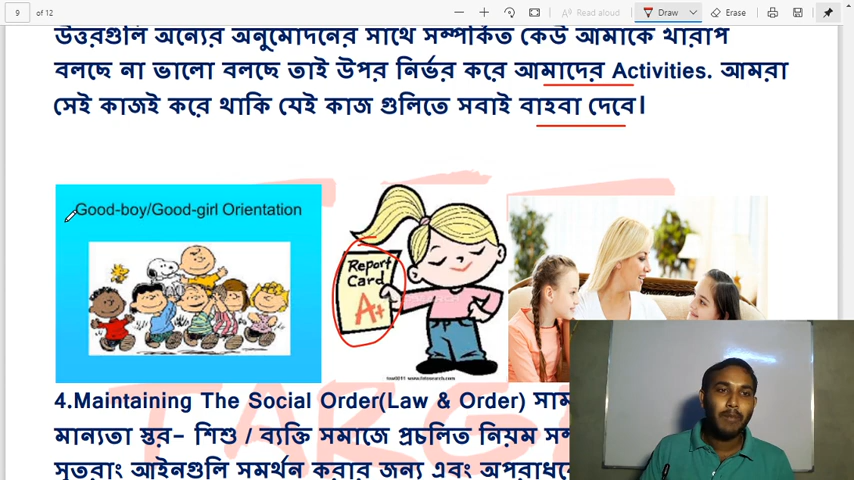 9 of 12
Read aloud
Draw
Erase
উত্তরগুলি অন্যের অনুমোদনের সাথে সম্পর্কিত কেউ আমাকে খারাপ
বলছে না ভালো বলছে তাই উপর নির্ভর করে আমাদের Activities. আমরা
সেই কাজই করে থাকি যেই কাজ গুলিতে সবাই বাহবা দেবে।
Good-boy/Good-girl Orientation
Report
Card
A+
4.Maintaining The Social Order(Law & Order)
মান্যতা স্তর– শিশু / ব্যক্তি সমাজে প্রচলিত নিয়ম
সুতরাং আইনগুলি সমর্থন করার জন্য এবং